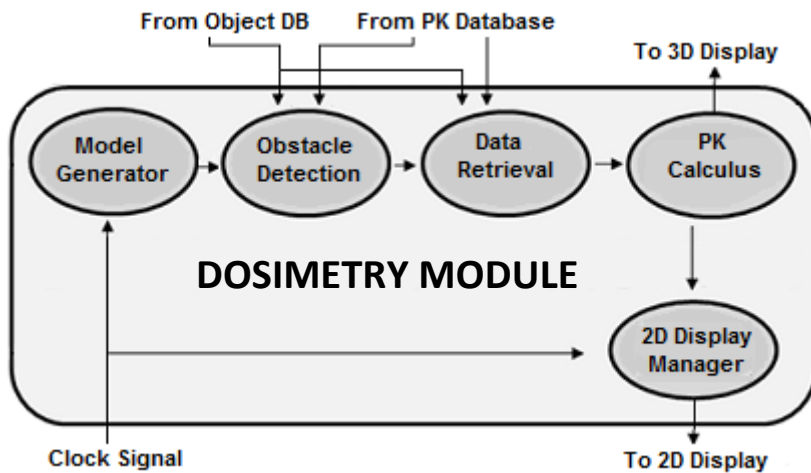 From Object DB
From PK Database
To 3D Display
Model
Generator
Obstacle
Detection
Data
Retrieval
PK
Calculus
DOSIMETRY MODULE
2D Display
Manager
Clock Signal
To 2D Display